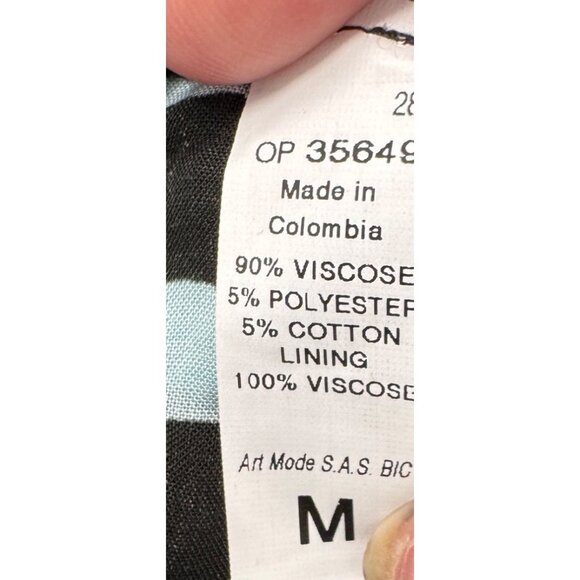 28
OP 35649
Made in
Colombia
90% VISCOSE
5% POLYESTER
5% COTTON
LINING
100% VISCOSE
Art Mode S.A.S. BIC
M